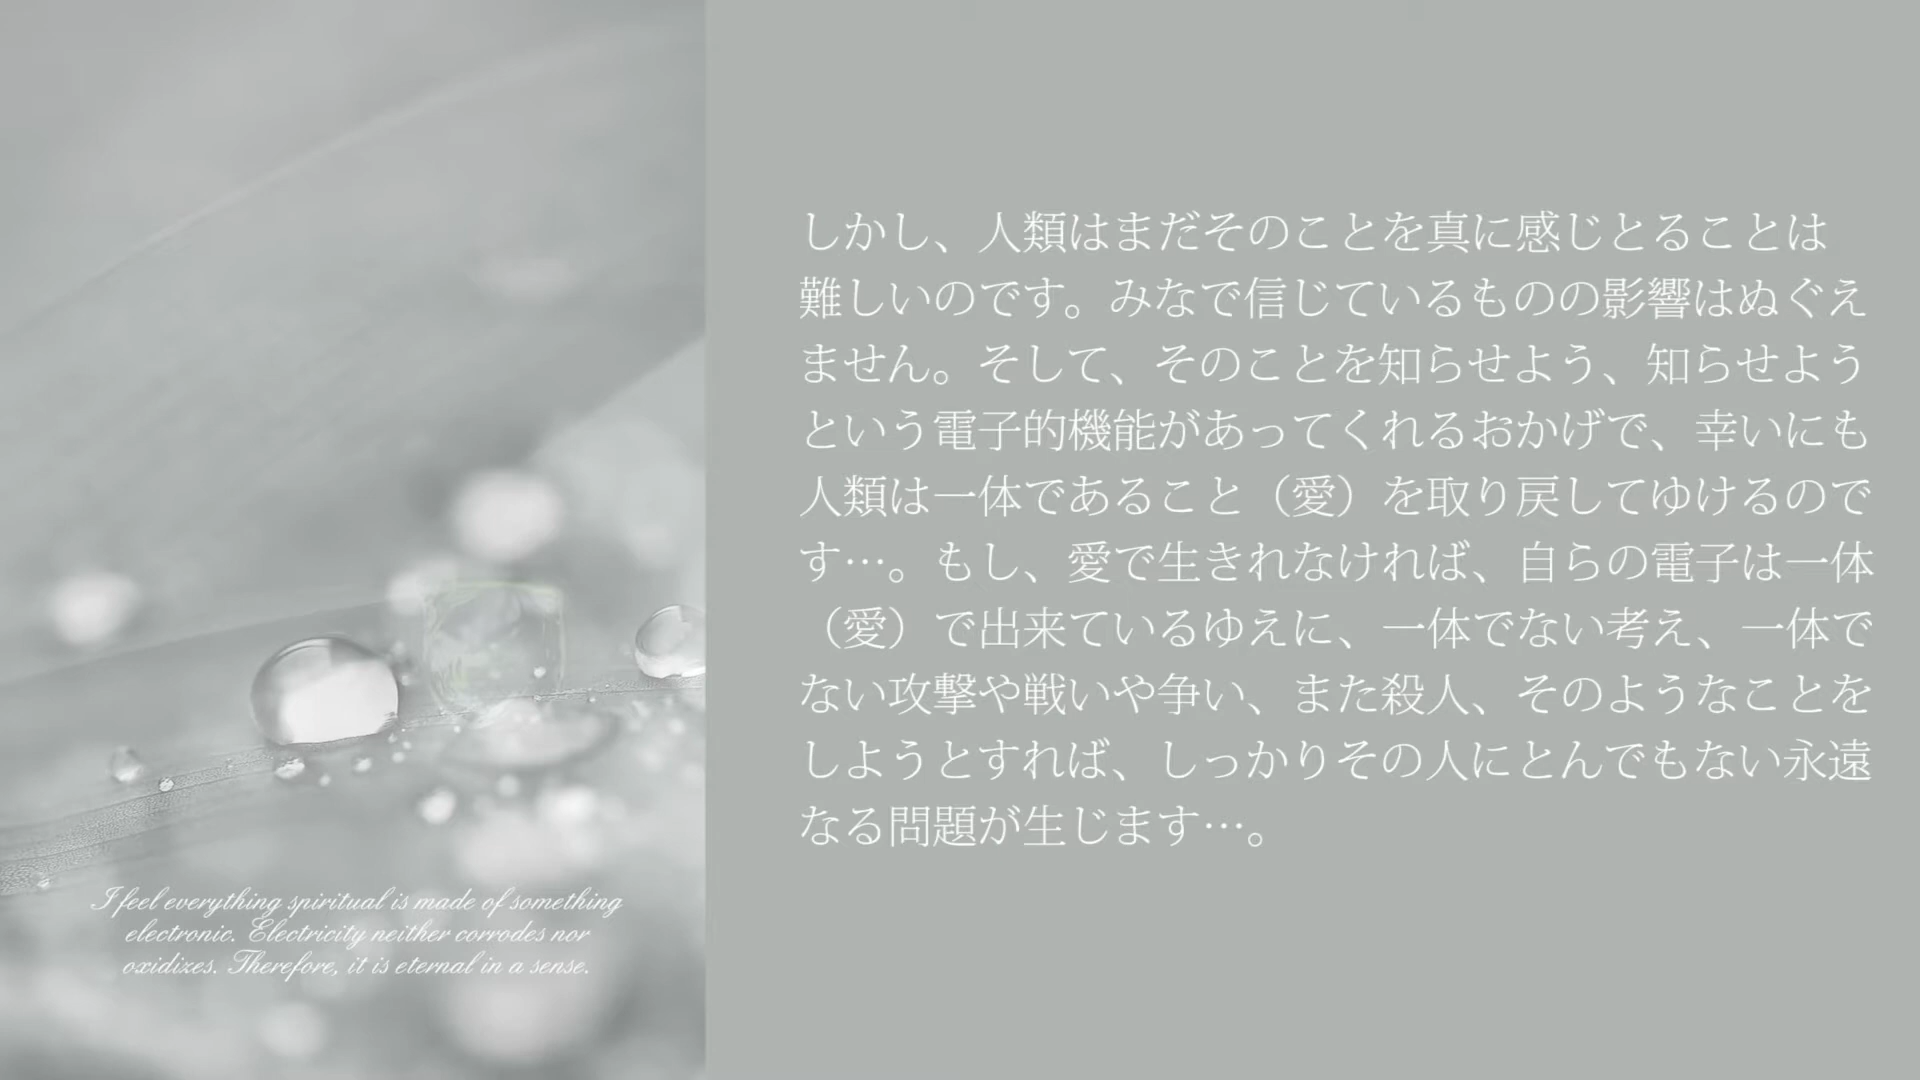 しかし、人類はまだそのことを真に感じとることは
難しいのです。みなで信じているものの影響はぬぐえ
ません。そして、そのことを知らせよう、知らせよう
という電子的機能があってくれるおかげで、幸いにも
人類は一体であること（愛）を取り戻してゆけるので
す…。もし、愛で生きれなければ、自らの電子は一体
（愛）で出来ているゆえに、一体でない考え、一体で
ない攻撃や戦いや争い、また殺人、そのようなことを
しようとすれば、しっかりその人にとんでもない永遠
なる問題が生じます…。
I feel everything spiritual is made of something
electronic. Electricity neither corrodes nor
oxidizes. Therefore, it is eternal in a sense.